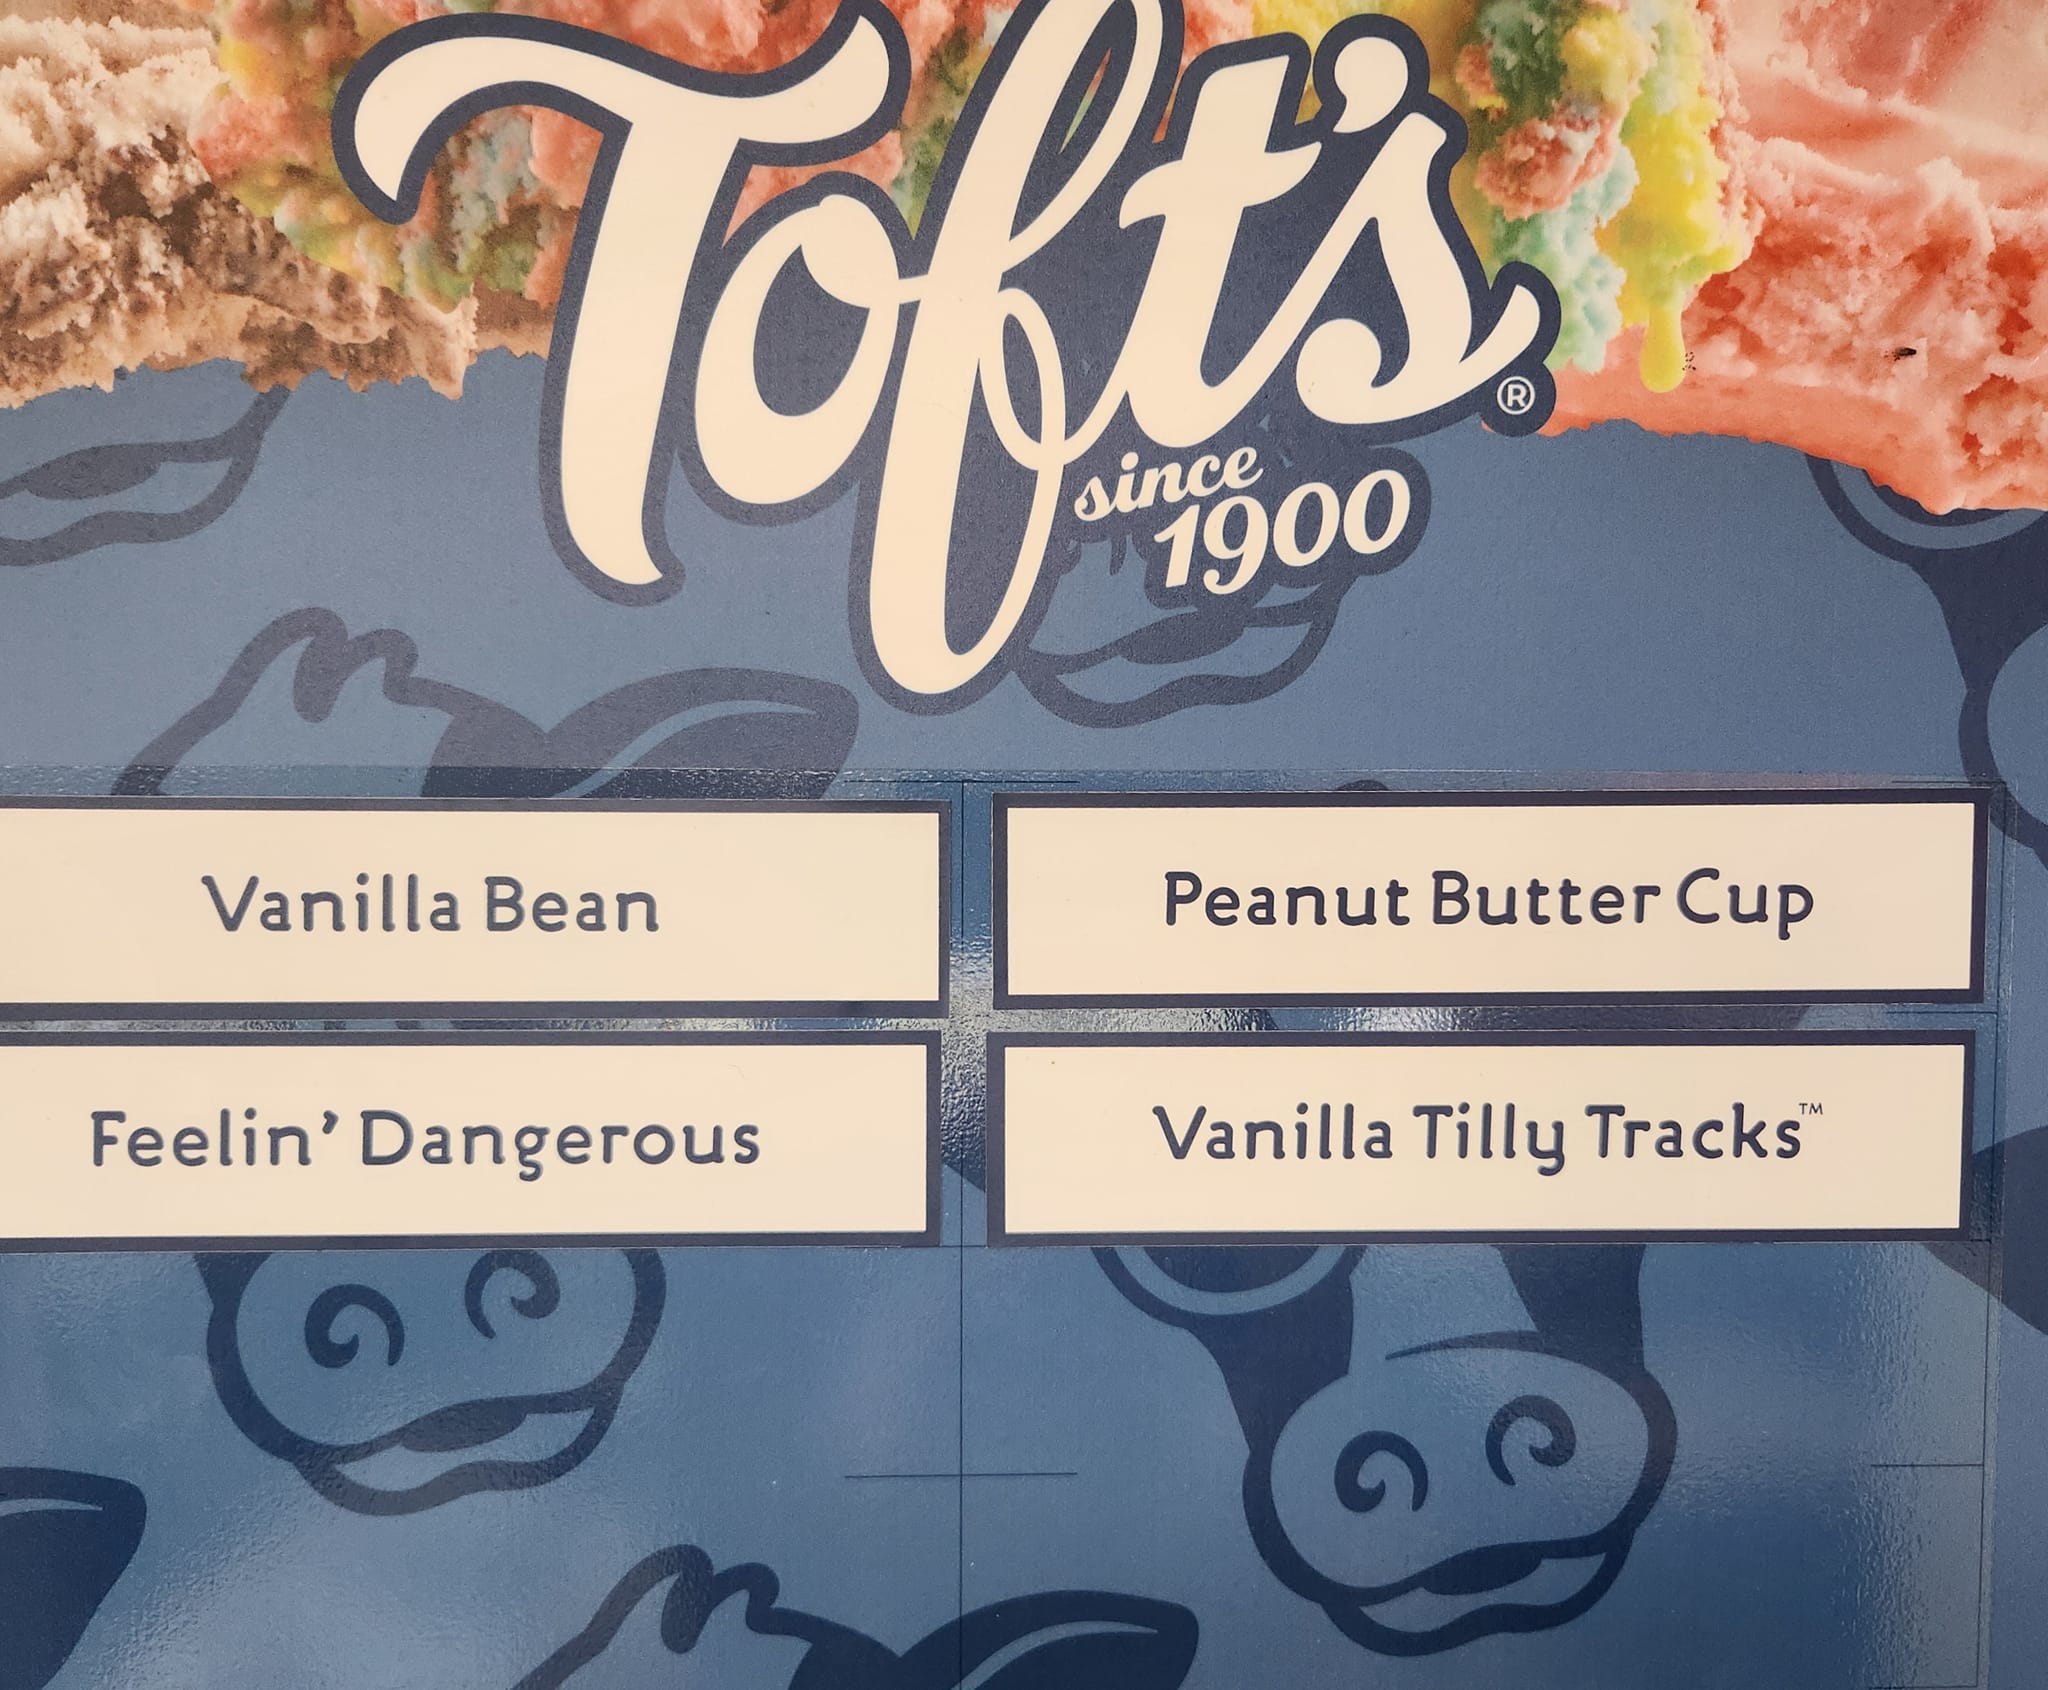 Toft's®
since
1900
Vanilla Bean
Peanut Butter Cup
Feelin' Dangerous
Vanilla Tilly Tracks™